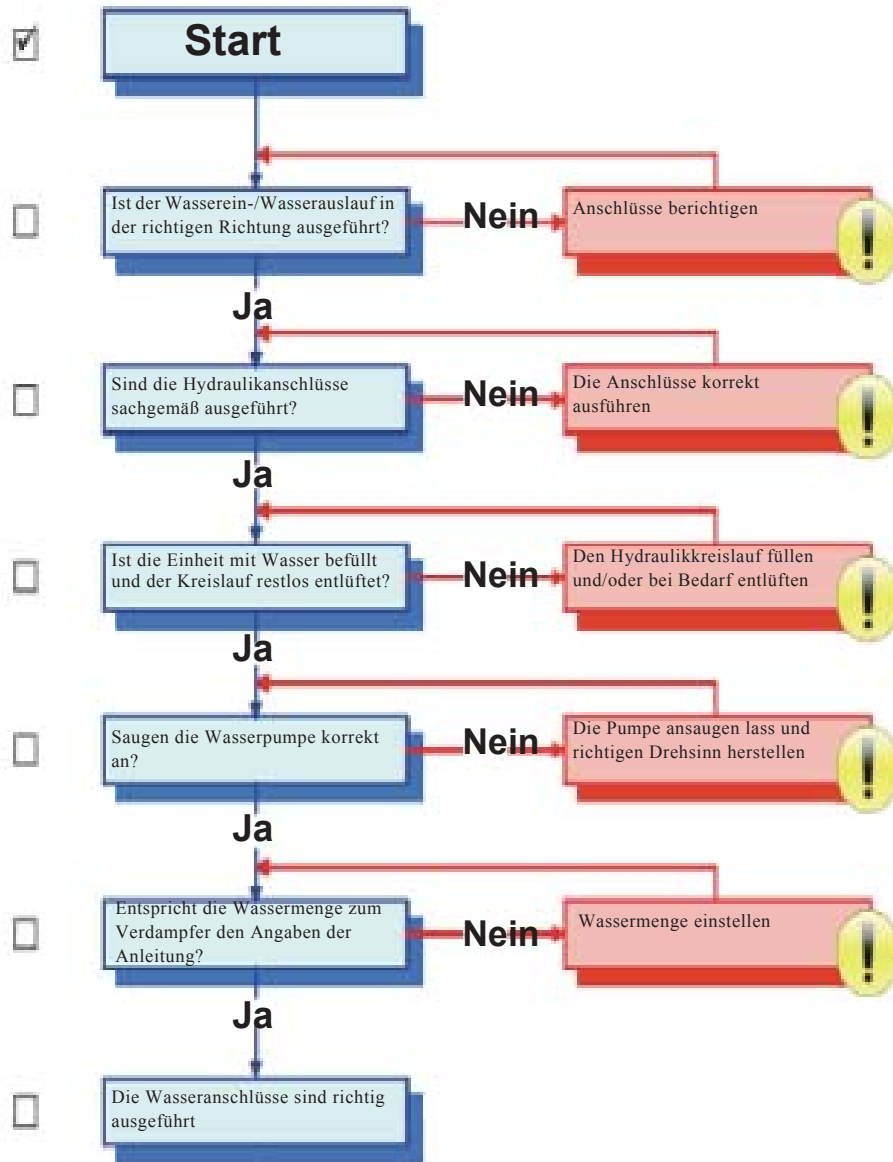 Start
Ist der Wasserein-/Wasserauslauf in
der richtigen Richtung ausgeführt?
Nein
Anschlüsse berichtigen
!
Ja
Sind die Hydraulikanschlüsse
sachgemäß ausgeführt?
Nein
Die Anschlüsse korrekt
ausführen
!
Ja
Ist die Einheit mit Wasser befüllt
und der Kreislauf restlos entlüftet?
Nein
Den Hydraulikkreislauf füllen
und/oder bei Bedarf entlüften
!
Ja
Saugen die Wasserpumpe korrekt
an?
Nein
Die Pumpe ansaugen lass und
richtigen Drehsinn herstellen
!
Ja
Entspricht die Wassermenge zum
Verdampfer den Angaben der
Anleitung?
Nein
Wassermenge einstellen
!
Ja
Die Wasseranschlüsse sind richtig
ausgeführt